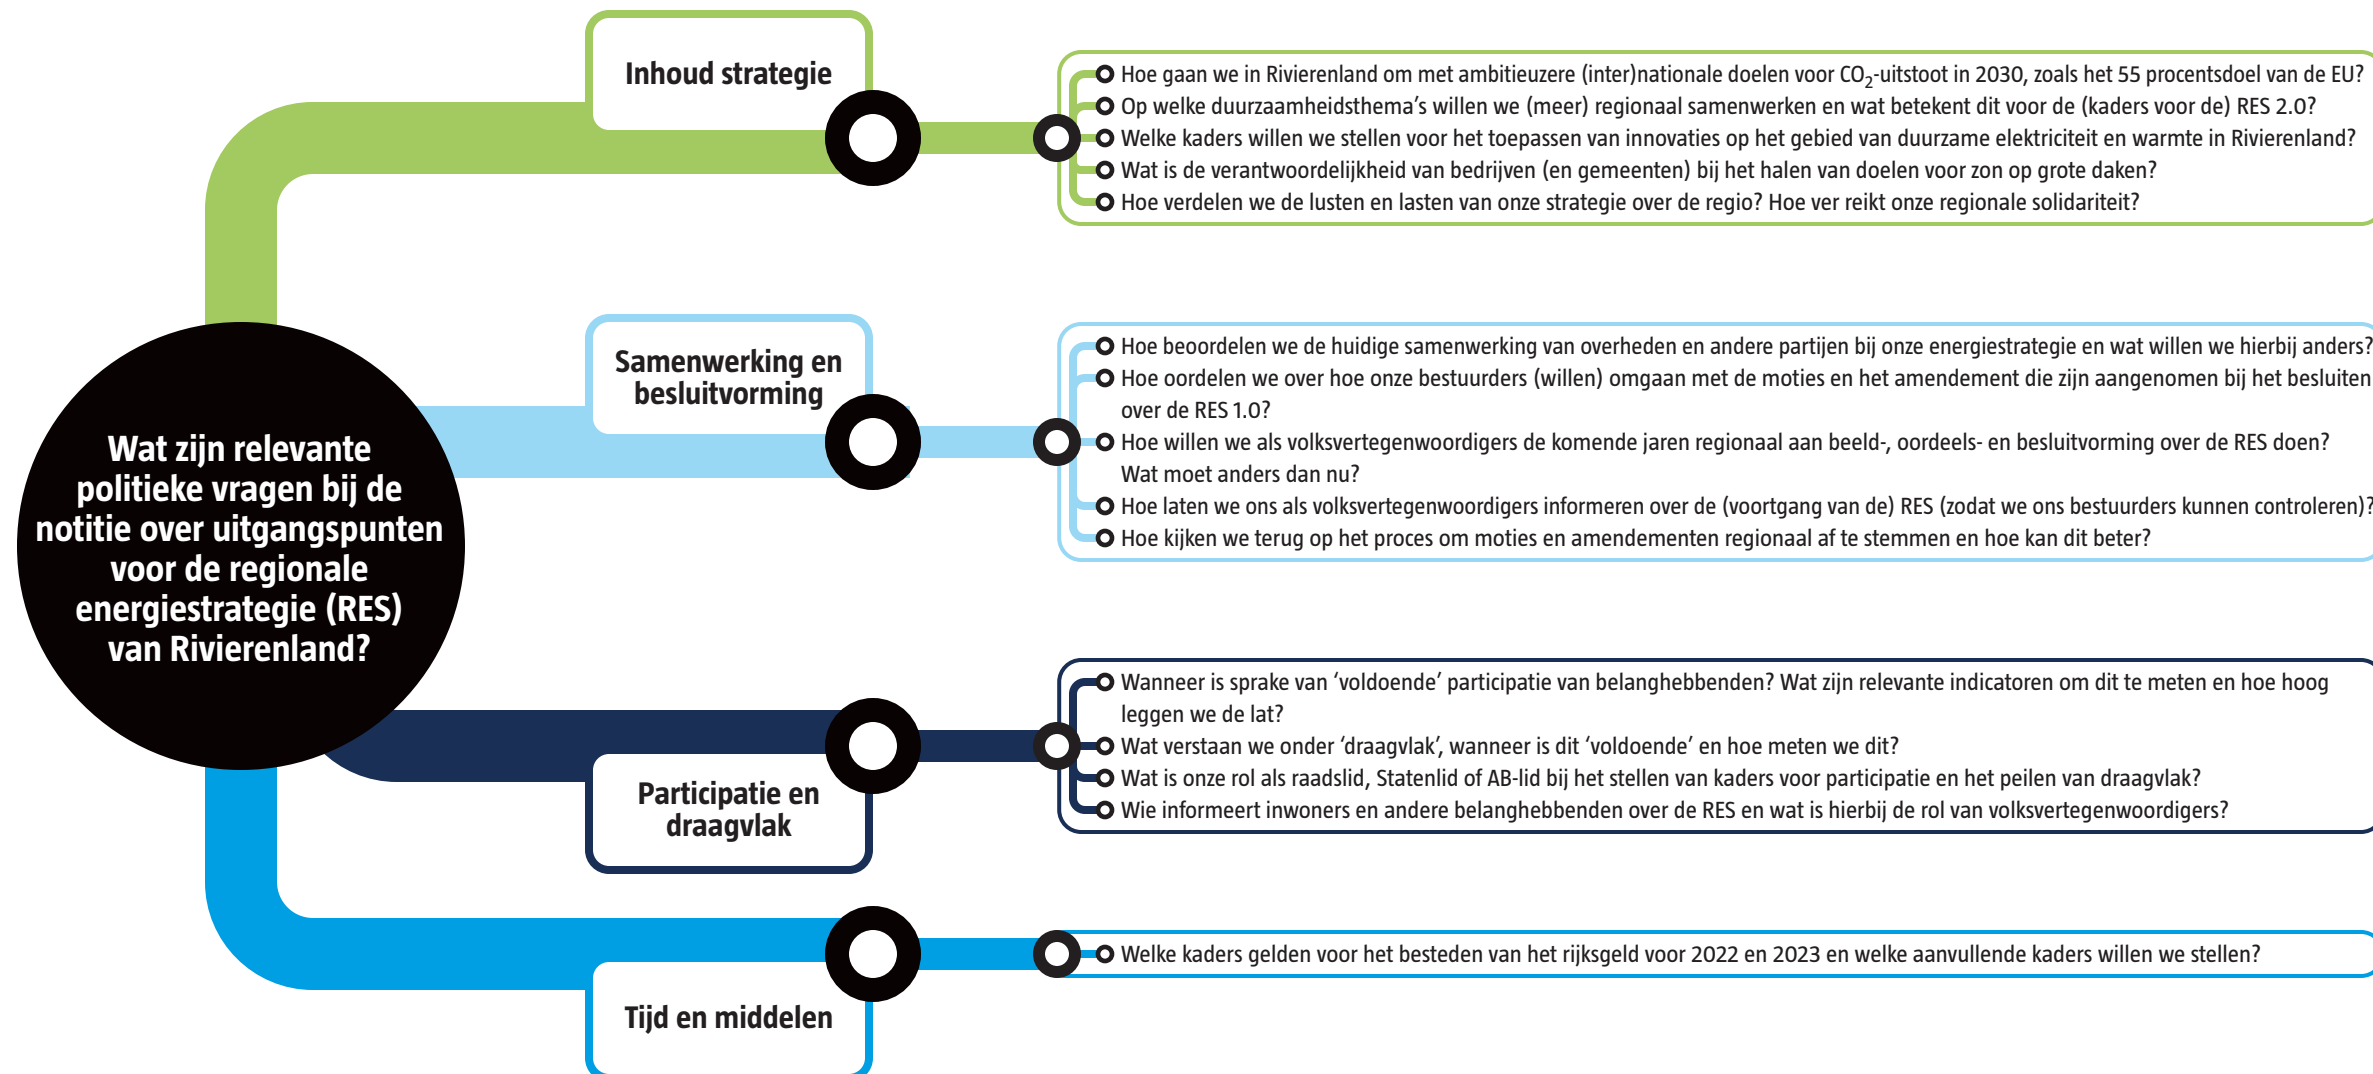 Wat zijn relevante
politieke vragen bij de
notitie over uitgangspunten
voor de regionale
energiestrategie (RES)
van Rivierenland?
Inhoud strategie
Hoe gaan we in Rivierenland om met ambitieuzere (inter)nationale doelen voor CO₂-uitstoot in 2030, zoals het 55 procentsdoel van de EU?
Op welke duurzaamheidsthema's willen we (meer) regionaal samenwerken en wat betekent dit voor de (kaders voor de) RES 2.0?
Welke kaders willen we stellen voor het toepassen van innovaties op het gebied van duurzame elektriciteit en warmte in Rivierenland?
Wat is de verantwoordelijkheid van bedrijven (en gemeenten) bij het halen van doelen voor zon op grote daken?
Hoe verdelen we de lusten en lasten van onze strategie over de regio? Hoe ver reikt onze regionale solidariteit?
Samenwerking en
besluitvorming
Hoe beoordelen we de huidige samenwerking van overheden en andere partijen bij onze energiestrategie en wat willen we hierbij anders?
Hoe oordelen we over hoe onze bestuurders (willen) omgaan met de moties en het amendement die zijn aangenomen bij het besluiten
over de RES 1.0?
Hoe willen we als volksvertegenwoordigers de komende jaren regionaal aan beeld-, oordeels- en besluitvorming over de RES doen?
Wat moet anders dan nu?
Hoe laten we ons als volksvertegenwoordigers informeren over de (voortgang van de) RES (zodat we ons bestuurders kunnen controleren)?
Hoe kijken we terug op het proces om moties en amendementen regionaal af te stemmen en hoe kan dit beter?
Participatie en
draagvlak
Wanneer is sprake van ‘voldoende’ participatie van belanghebbenden? Wat zijn relevante indicatoren om dit te meten en hoe hoog
leggen we de lat?
Wat verstaan we onder ‘draagvlak’, wanneer is dit ‘voldoende’ en hoe meten we dit?
Wat is onze rol als raadslid, Statenlid of AB-lid bij het stellen van kaders voor participatie en het peilen van draagvlak?
Wie informeert inwoners en andere belanghebbenden over de RES en wat is hierbij de rol van volksvertegenwoordigers?
Tijd en middelen
Welke kaders gelden voor het besteden van het rijksgeld voor 2022 en 2023 en welke aanvullende kaders willen we stellen?